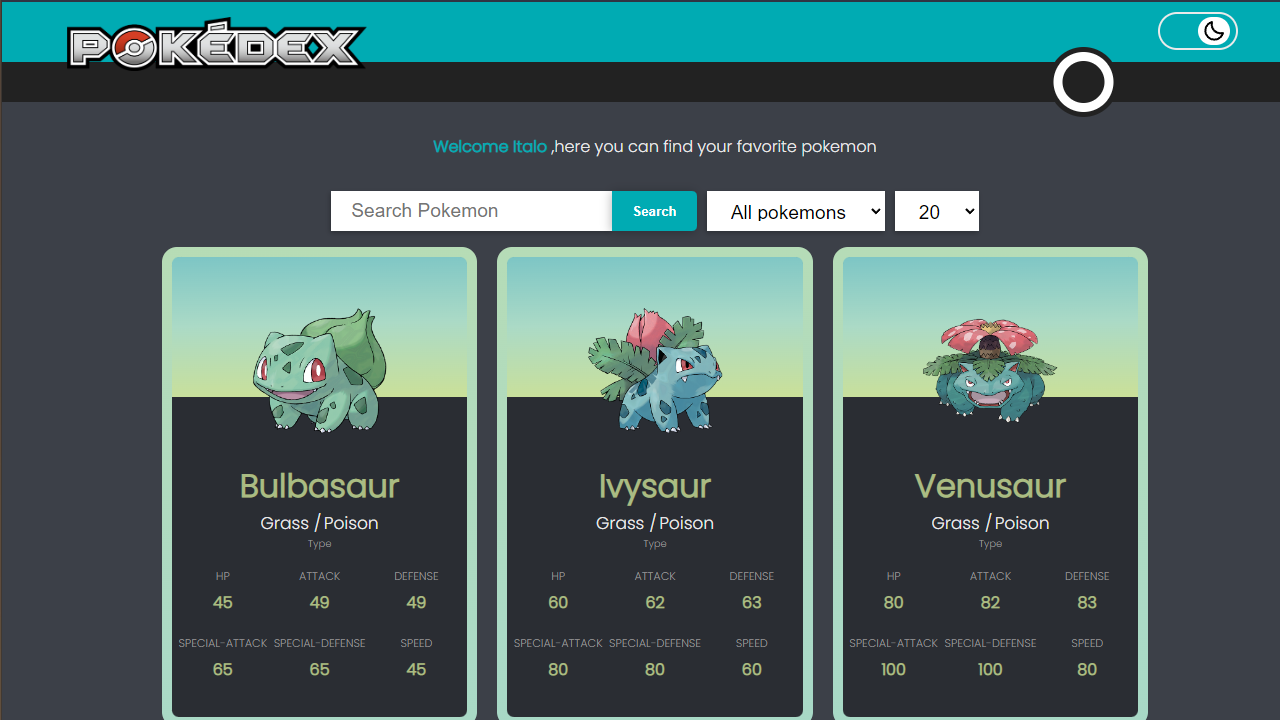 POKÉDEX
Welcome Italo ,here you can find your favorite pokemon
Search Pokemon Search All pokemons 20
Bulbasaur Ivysaur Venusaur
Grass / Poison Grass / Poison Grass / Poison
Type Type Type
HP ATTACK DEFENSE HP ATTACK DEFENSE HP ATTACK DEFENSE
45 49 49 60 62 63 80 82 83
SPECIAL-ATTACK SPECIAL-DEFENSE SPEED SPECIAL-ATTACK SPECIAL-DEFENSE SPEED SPECIAL-ATTACK SPECIAL-DEFENSE SPEED
65 65 45 80 80 60 100 100 80